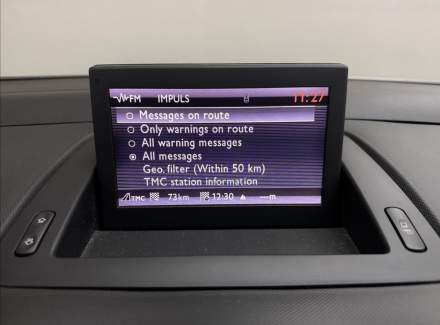 FM IMPULS 17:27
Messages on route
Only warnings on route
All warning messages
All messages
Geo. filter (Within 50 km)
TMC station information
TMC 73km 12:30 ---m